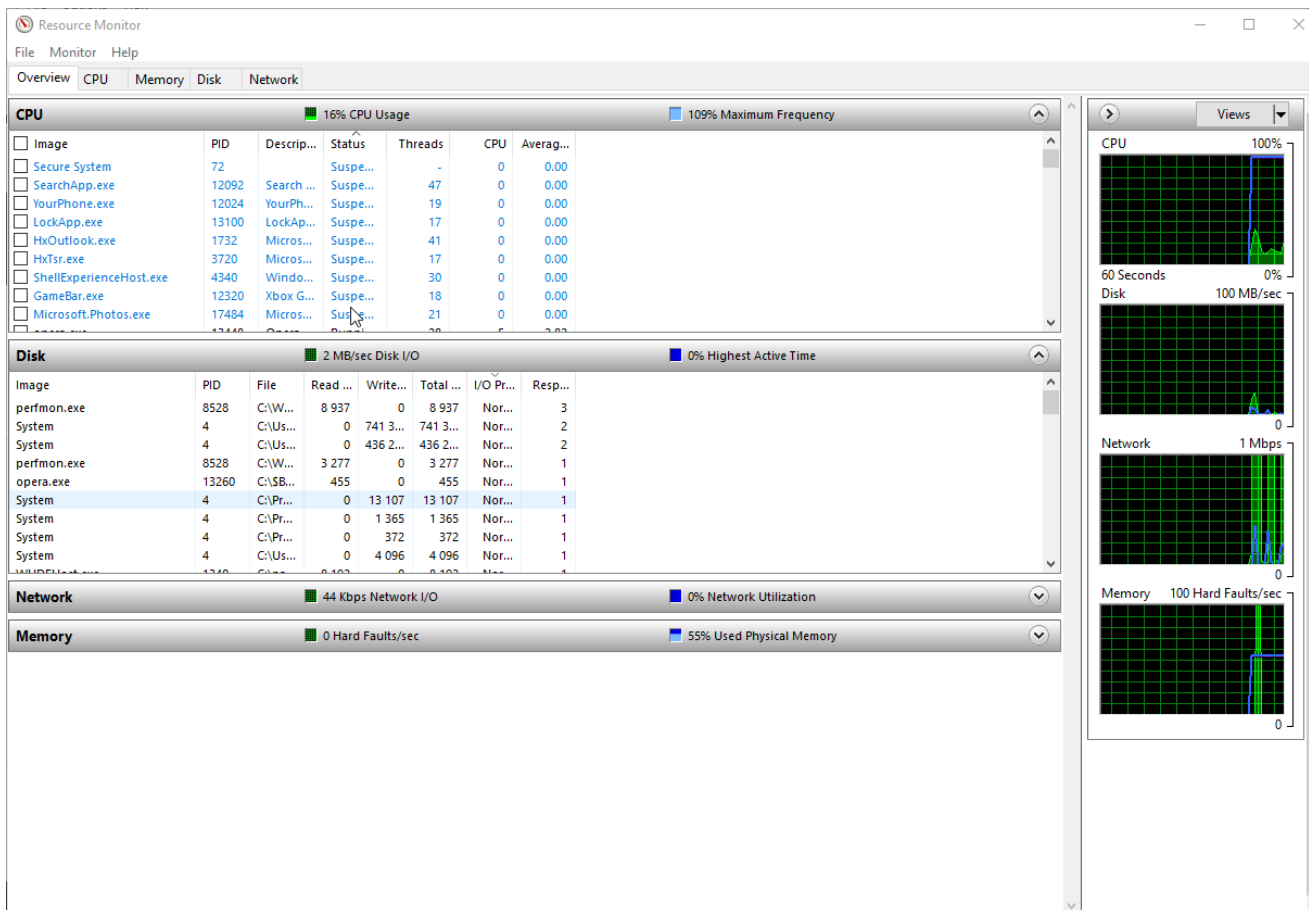 Resource Monitor
File Monitor Help
Overview CPU Memory Disk Network
CPU 16% CPU Usage 109% Maximum Frequency
Image PID Descrip... Status Threads CPU Averag...
Secure System 72 Suspe... - 0 0.00
SearchApp.exe 12092 Search ... Suspe... 47 0 0.00
YourPhone.exe 12024 YourPh... Suspe... 19 0 0.00
LockApp.exe 13100 LockAp... Suspe... 17 0 0.00
HxOutlook.exe 1732 Micros... Suspe... 41 0 0.00
HxTsr.exe 3720 Micros... Suspe... 17 0 0.00
ShellExperienceHost.exe 4340 Windo... Suspe... 30 0 0.00
GameBar.exe 12320 Xbox G... Suspe... 18 0 0.00
Microsoft.Photos.exe 17484 Micros... Suspe... 21 0 0.00
Disk 2 MB/sec Disk I/O 0% Highest Active Time
Image PID File Read ... Write... Total ... I/O Pr... Resp...
perfmon.exe 8528 C:\W... 8 937 0 8 937 Nor... 3
System 4 C:\Us... 0 741 3... 741 3... Nor... 2
System 4 C:\Us... 0 436 2... 436 2... Nor... 2
perfmon.exe 8528 C:\W... 3 277 0 3 277 Nor... 1
opera.exe 13260 C:\$B... 455 0 455 Nor... 1
System 4 C:\Pr... 0 13 107 13 107 Nor... 1
System 4 C:\Pr... 0 1 365 1 365 Nor... 1
System 4 C:\Pr... 0 372 372 Nor... 1
System 4 C:\Us... 0 4 096 4 096 Nor... 1
Network 44 Kbps Network I/O 0% Network Utilization
Memory 0 Hard Faults/sec 55% Used Physical Memory
Views
CPU 100%
60 Seconds 0%
Disk 100 MB/sec
0
Network 1 Mbps
0
Memory 100 Hard Faults/sec
0